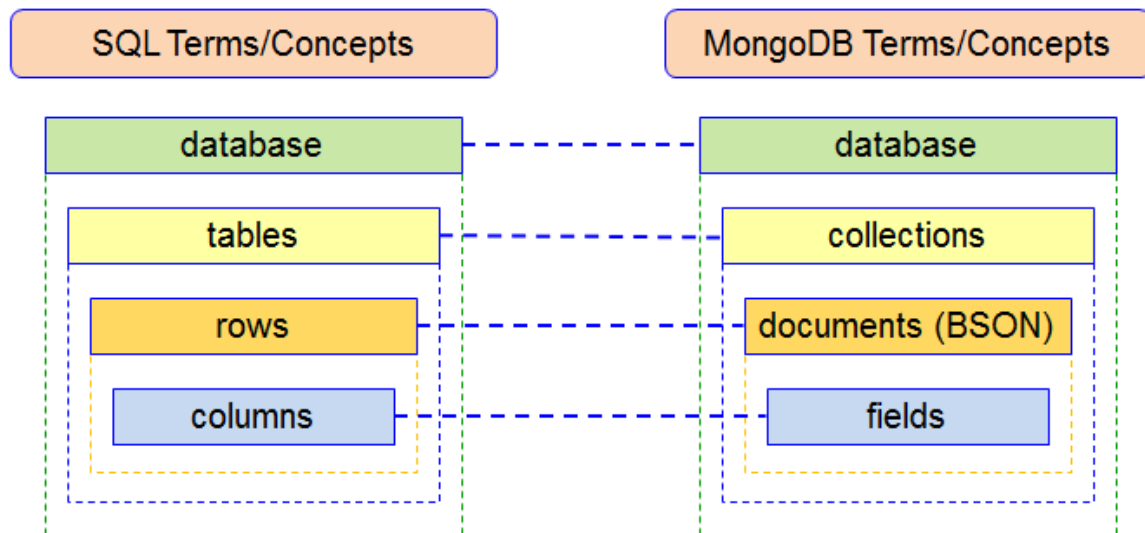 SQL Terms/Concepts
MongoDB Terms/Concepts
database
database
tables
collections
rows
documents (BSON)
columns
fields